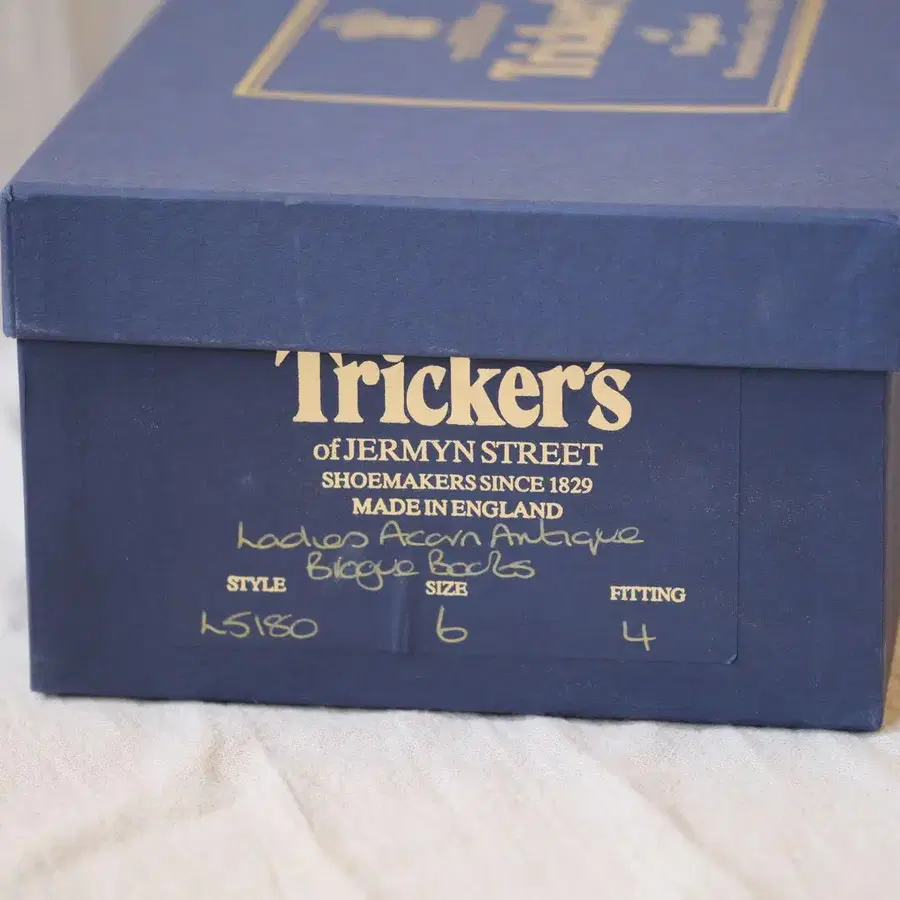 Tricker's
of JERMYN STREET
SHOEMAKERS SINCE 1829
MADE IN ENGLAND
Ladies Acorn Antique
Brogue Boots
STYLE SIZE FITTING
L5180 6 4